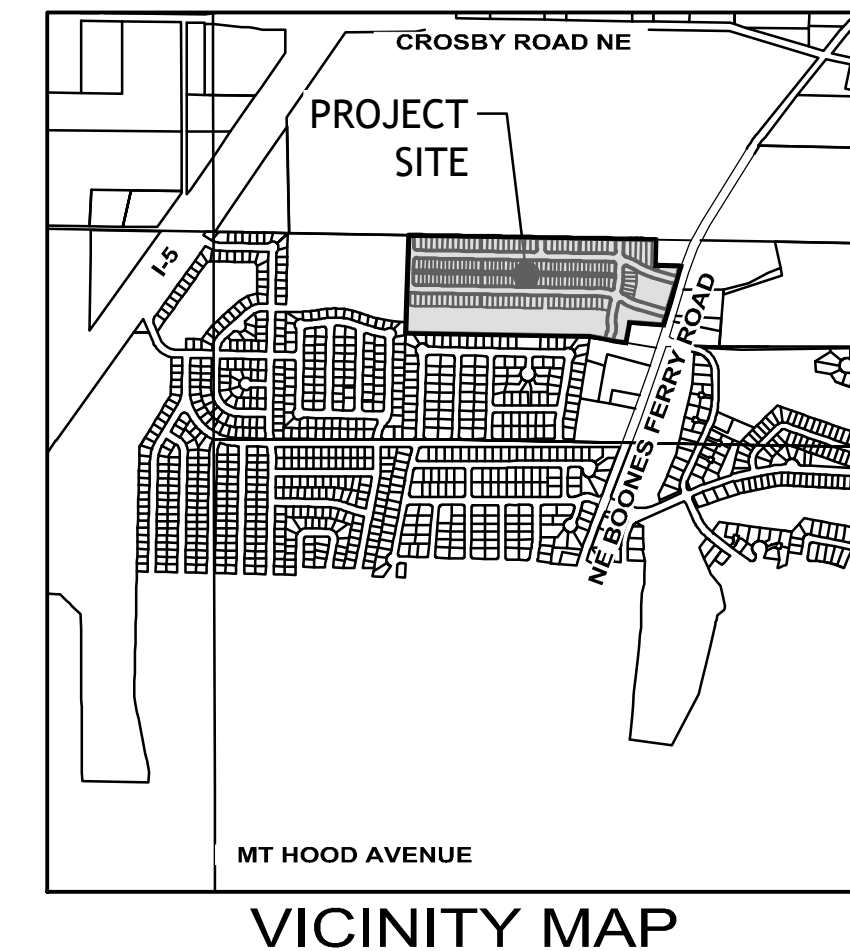 CROSBY ROAD NE
PROJECT
SITE
I-5
NE BOONES FERRY ROAD
MT HOOD AVENUE
VICINITY MAP